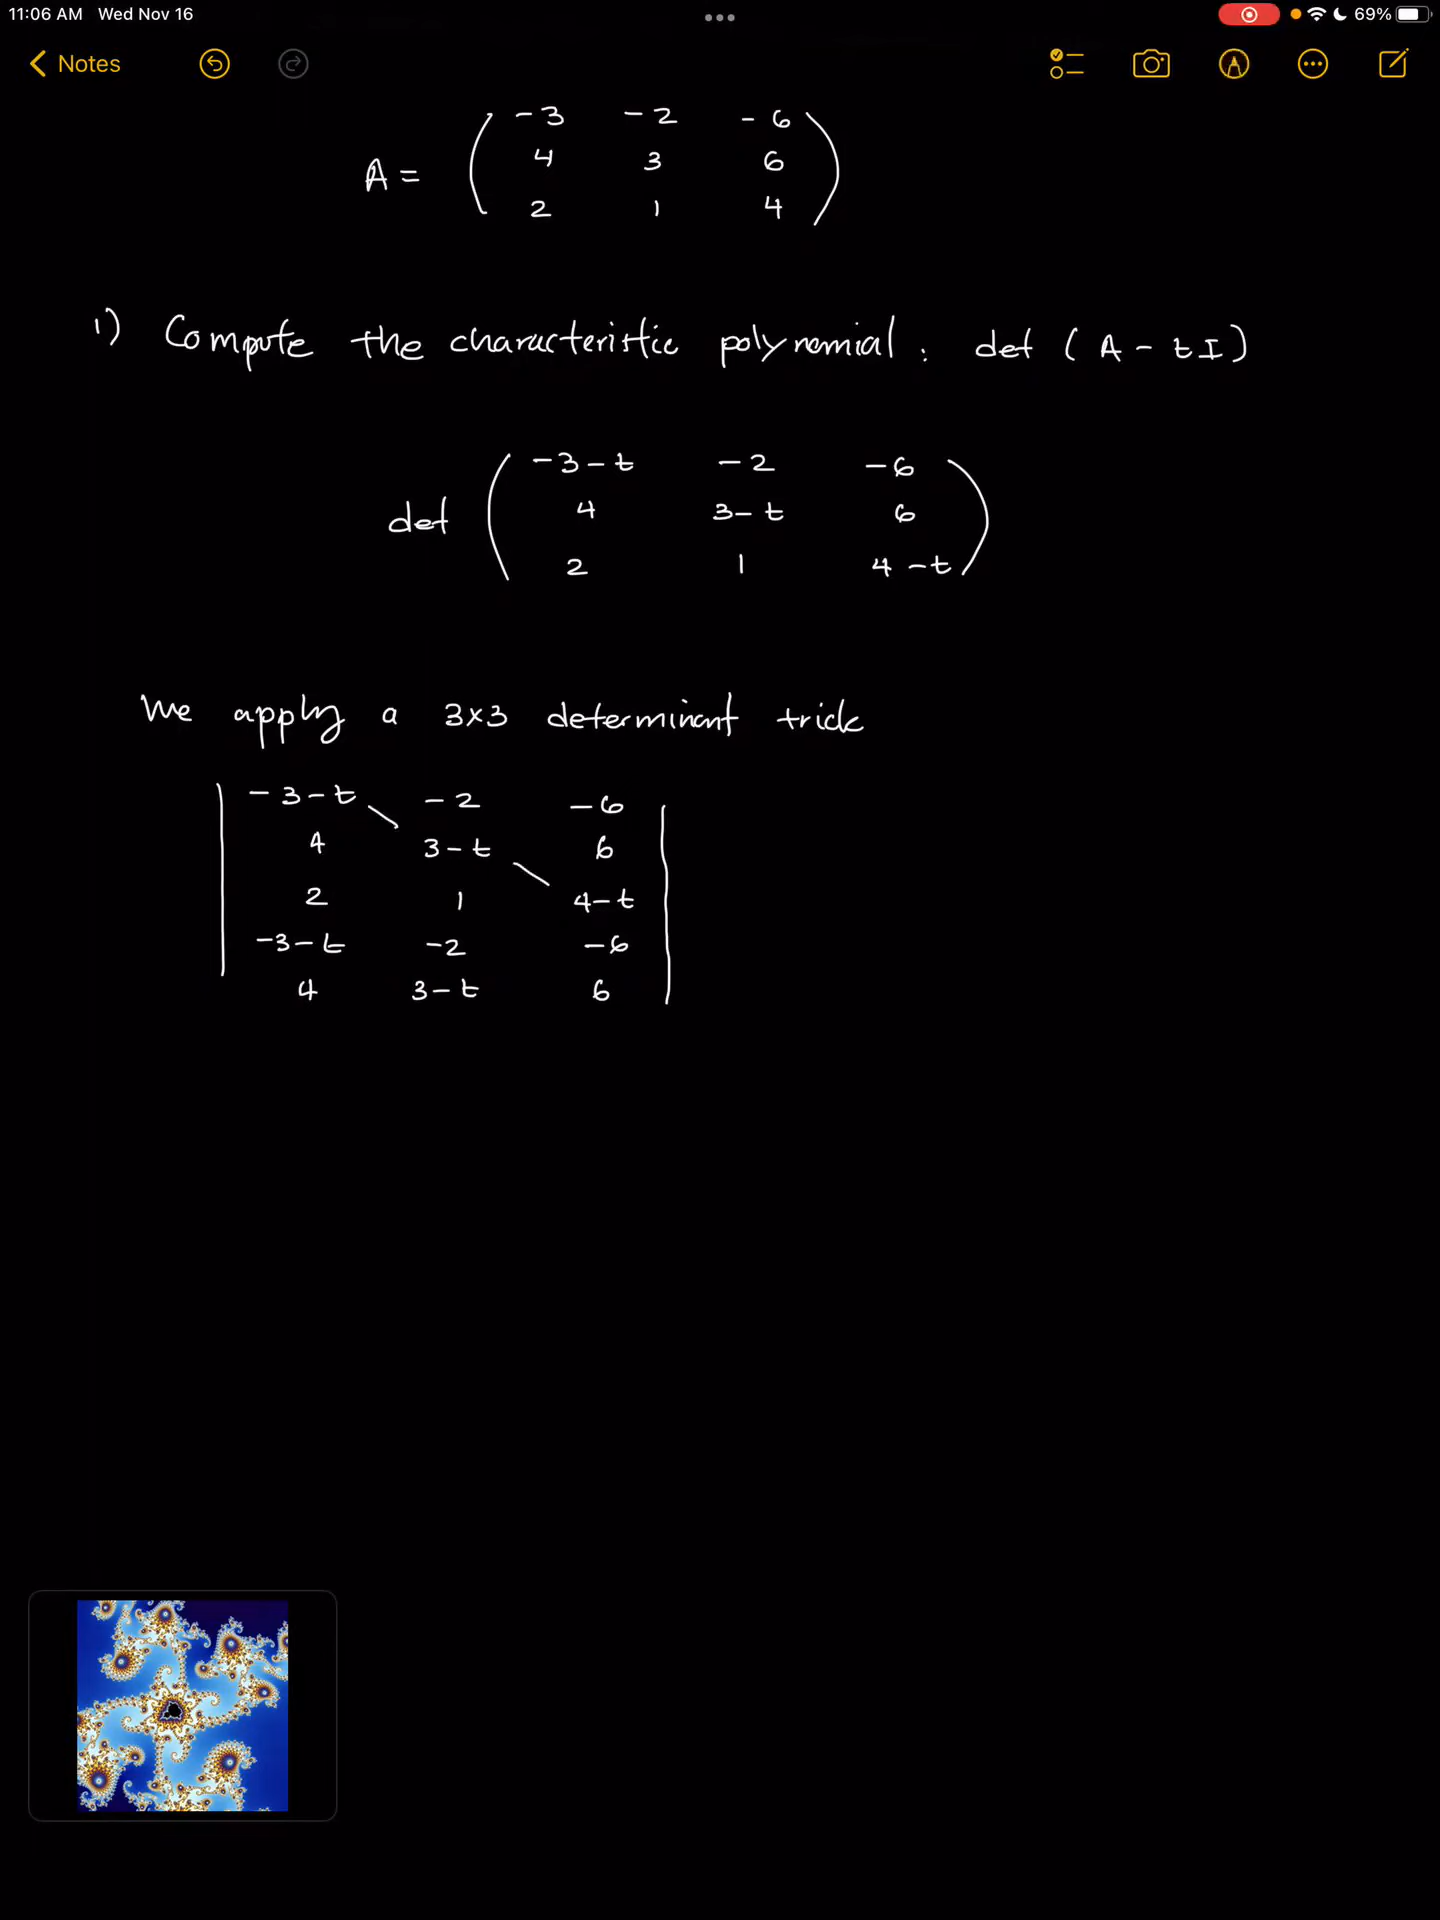 11:06 AM Wed Nov 16
69%
Notes
A = ( -3 -2 -6
4 3 6
2 1 4 )
1) Compute the characteristic polynomial : det ( A - tI )
det ( -3-t -2 -6
4 3-t 6
2 1 4-t )
We apply a 3x3 determinant trick
| -3-t -2 -6 |
4 3-t 6
2 1 4-t
-3-t -2 -6
4 3-t 6